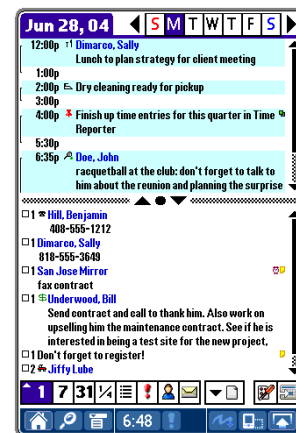 Jun 28, 04 S M T W T F S
12:00p Dimarco, Sally
Lunch to plan strategy for client meeting
1:00p
2:00p Dry cleaning ready for pickup
3:00p
4:00p Finish up time entries for this quarter in Time
Reporter
5:30p
6:35p Doe, John
racquetball at the club: don't forget to talk to
him about the reunion and planning the surprise
1 Hill, Benjamin
408-555-1212
1 Dimarco, Sally
818-555-3649
1 San Jose Mirror
fax contract
1 $ Underwood, Bill
Send contract and call to thank him. Also work on
upselling him the maintenance contract. See if he is
interested in being a test site for the new project,
1 Don't forget to register!
2 Jiffy Lube
1 7 31 1/4 !
6:48 !